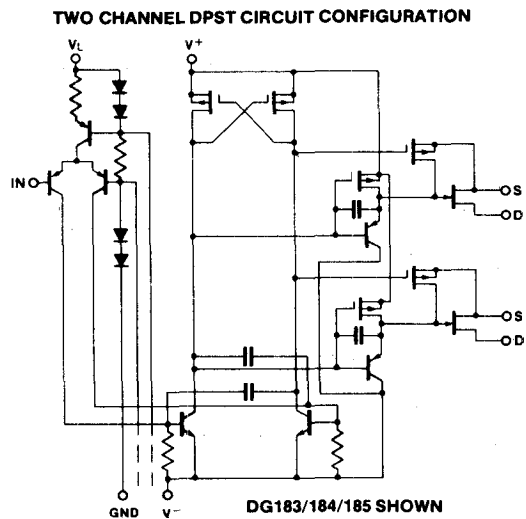 TWO CHANNEL DPST CIRCUIT CONFIGURATION
VL
V+
IN
S
D
S
D
GND
V−
DG183/184/185 SHOWN